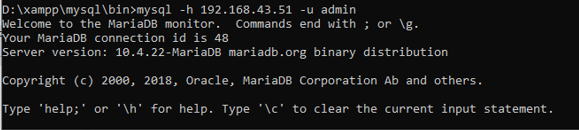 D:\xampp\mysql\bin>mysql -h 192.168.43.51 -u admin
Welcome to the MariaDB monitor.  Commands end with ; or \g.
Your MariaDB connection id is 48
Server version: 10.4.22-MariaDB mariadb.org binary distribution
Copyright (c) 2000, 2018, Oracle, MariaDB Corporation Ab and others.
Type 'help;' or '\h' for help. Type '\c' to clear the current input statement.